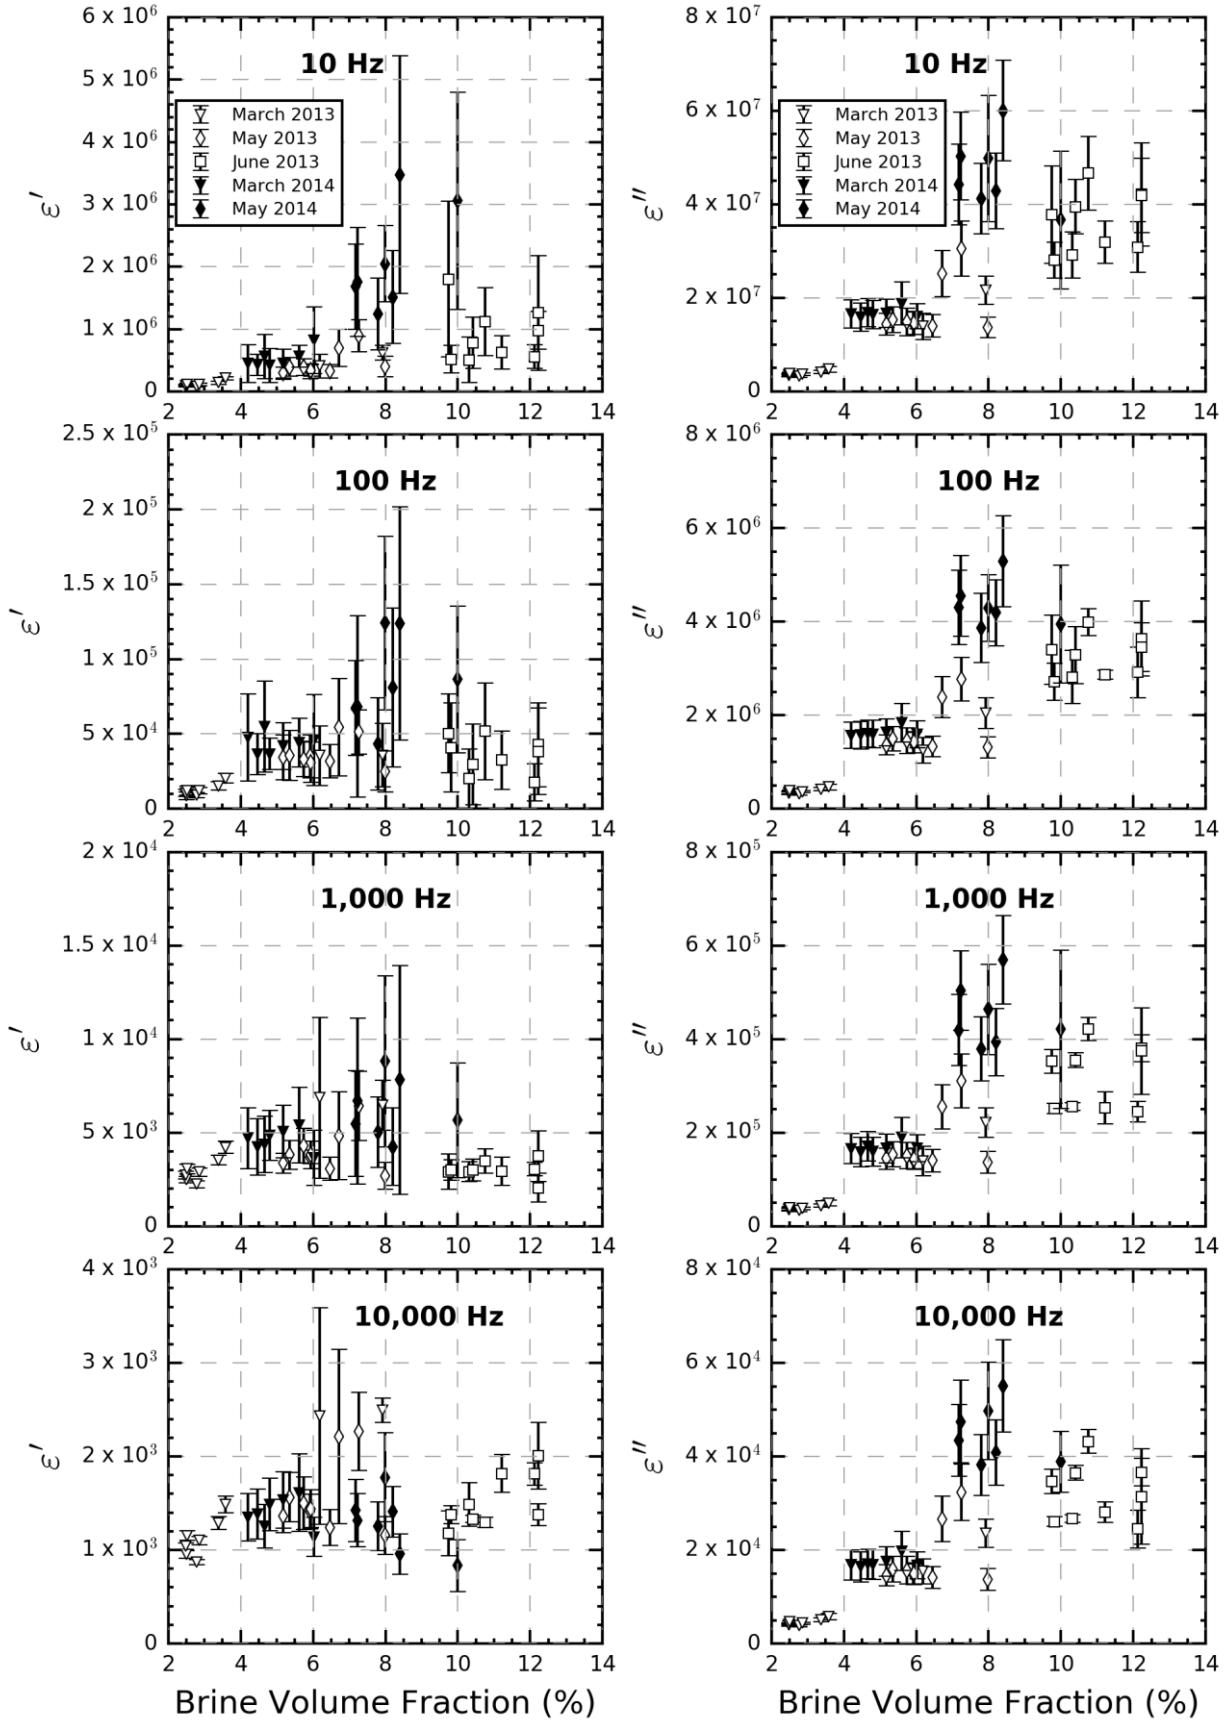 6 x 10⁶
5 x 10⁶
4 x 10⁶
3 x 10⁶
2 x 10⁶
1 x 10⁶
0
ε′
10 Hz
March 2013
May 2013
June 2013
March 2014
May 2014
2 4 6 8 10 12 14
8 x 10⁷
6 x 10⁷
4 x 10⁷
2 x 10⁷
0
ε″
10 Hz
March 2013
May 2013
June 2013
March 2014
May 2014
2 4 6 8 10 12 14
2.5 x 10⁵
2 x 10⁵
1.5 x 10⁵
1 x 10⁵
5 x 10⁴
0
ε′
100 Hz
2 4 6 8 10 12 14
8 x 10⁶
6 x 10⁶
4 x 10⁶
2 x 10⁶
0
ε″
100 Hz
2 4 6 8 10 12 14
2 x 10⁴
1.5 x 10⁴
1 x 10⁴
5 x 10³
0
ε′
1,000 Hz
2 4 6 8 10 12 14
8 x 10⁵
6 x 10⁵
4 x 10⁵
2 x 10⁵
0
ε″
1,000 Hz
2 4 6 8 10 12 14
4 x 10³
3 x 10³
2 x 10³
1 x 10³
0
ε′
10,000 Hz
2 4 6 8 10 12 14
Brine Volume Fraction (%)
8 x 10⁴
6 x 10⁴
4 x 10⁴
2 x 10⁴
0
ε″
10,000 Hz
2 4 6 8 10 12 14
Brine Volume Fraction (%)